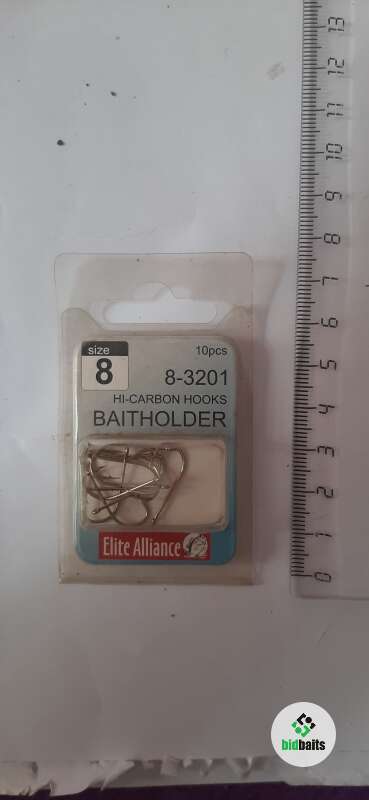 size
8
10pcs
8-3201
HI-CARBON HOOKS
BAITHOLDER
Elite Alliance
13
12
11
10
9
8
7
6
5
4
3
2
1
0
bidbaits